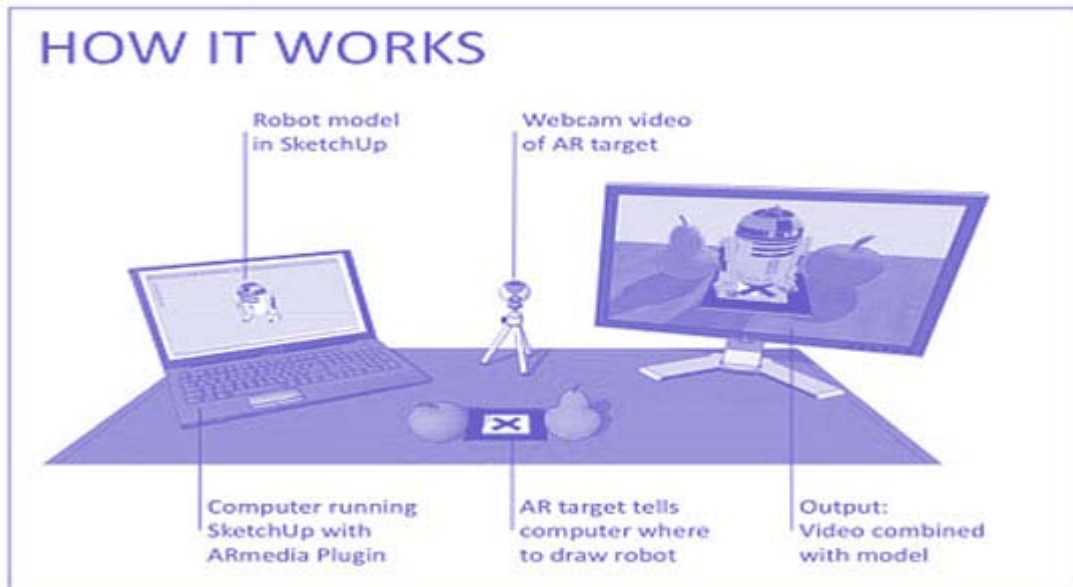 HOW IT WORKS
Robot model
in SketchUp
Webcam video
of AR target
Computer running
SketchUp with
ARmedia Plugin
AR target tells
computer where
to draw robot
Output:
Video combined
with model